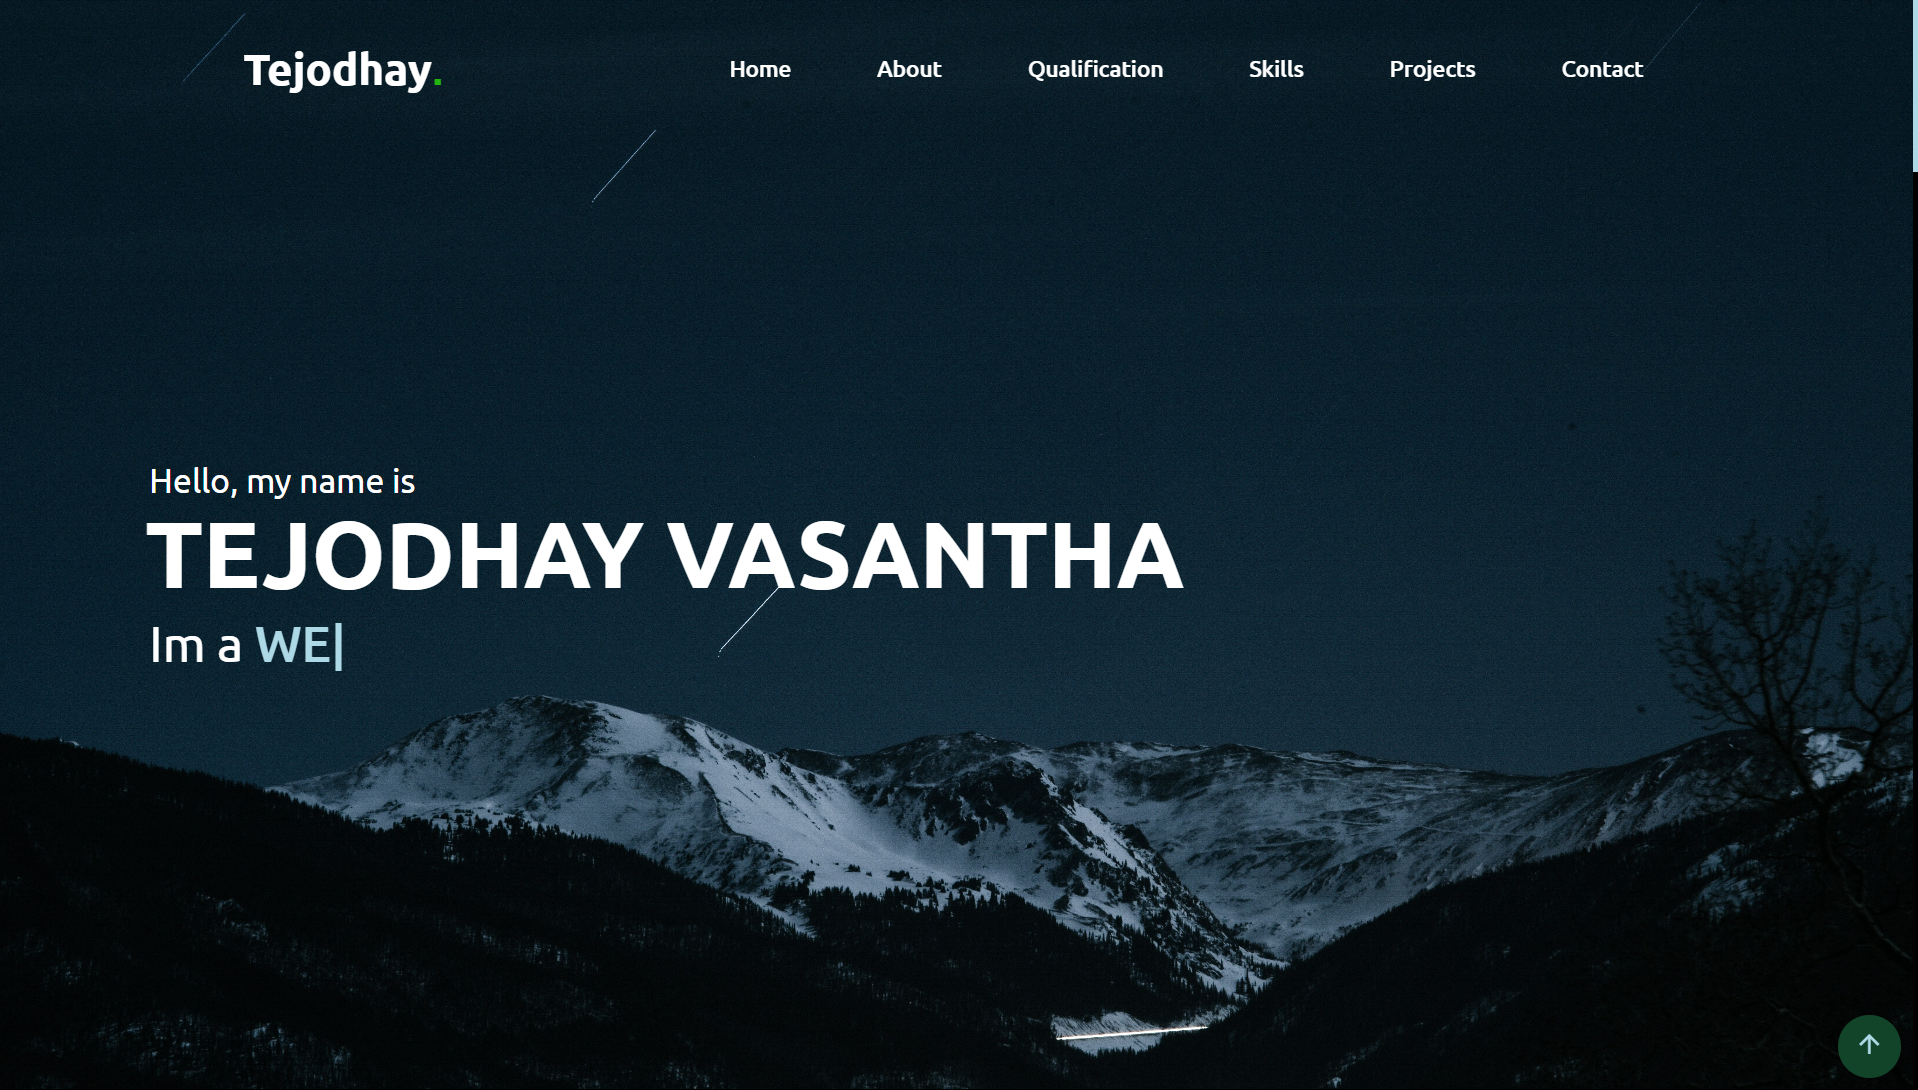 Tejodhay.
Home About Qualification Skills Projects Contact
Hello, my name is
TEJODHAY VASANTHA
Im a WE|